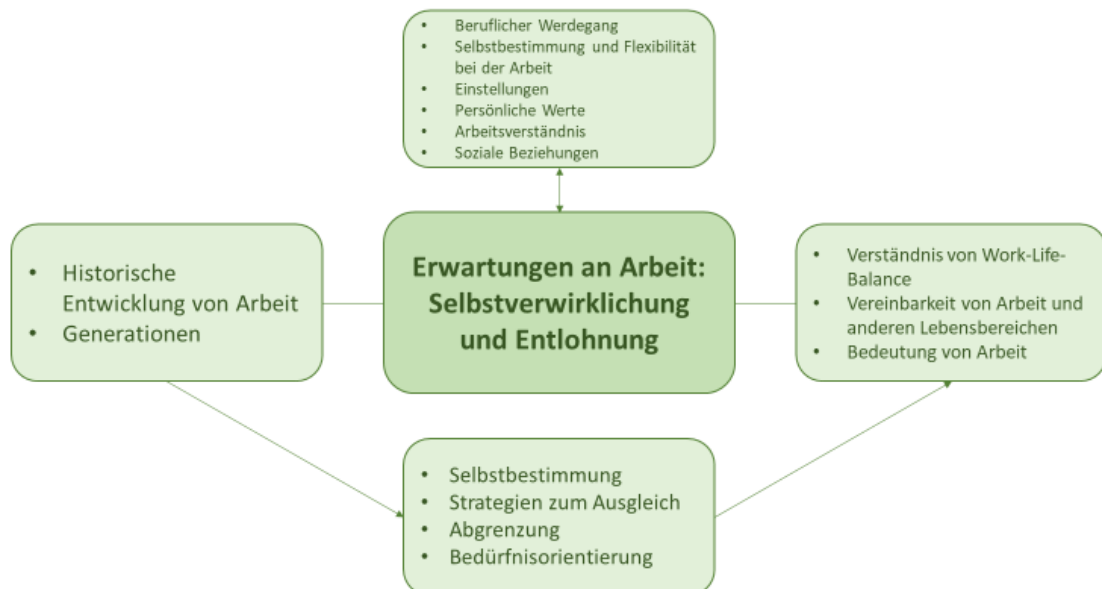 • Beruflicher Werdegang
• Selbstbestimmung und Flexibilität
bei der Arbeit
• Einstellungen
• Persönliche Werte
• Arbeitsverständnis
• Soziale Beziehungen
• Historische
Entwicklung von Arbeit
• Generationen
Erwartungen an Arbeit:
Selbstverwirklichung
und Entlohnung
• Verständnis von Work-Life-
Balance
• Vereinbarkeit von Arbeit und
anderen Lebensbereichen
• Bedeutung von Arbeit
• Selbstbestimmung
• Strategien zum Ausgleich
• Abgrenzung
• Bedürfnisorientierung